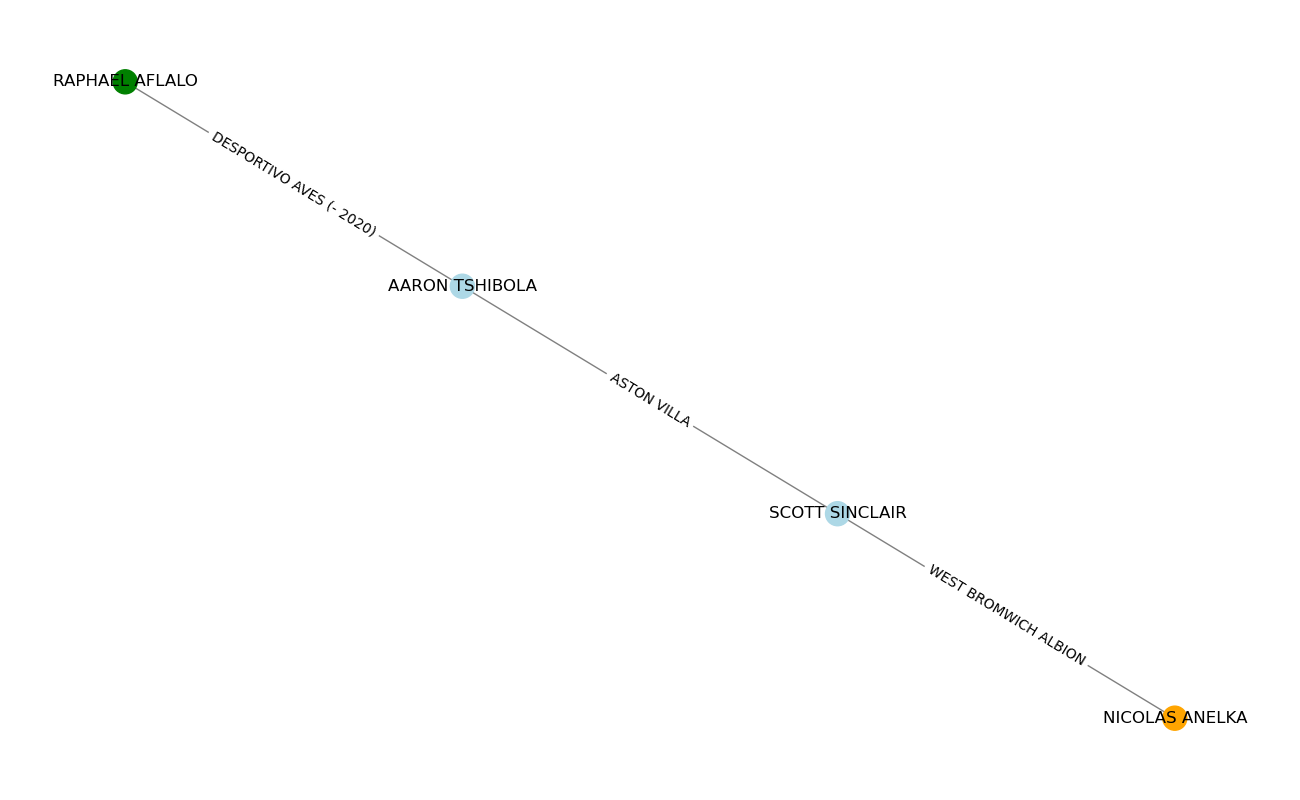 RAPHAEL AFLALO
DESPORTIVO AVES (- 2020)
AARON TSHIBOLA
ASTON VILLA
SCOTT SINCLAIR
WEST BROMWICH ALBION
NICOLAS ANELKA